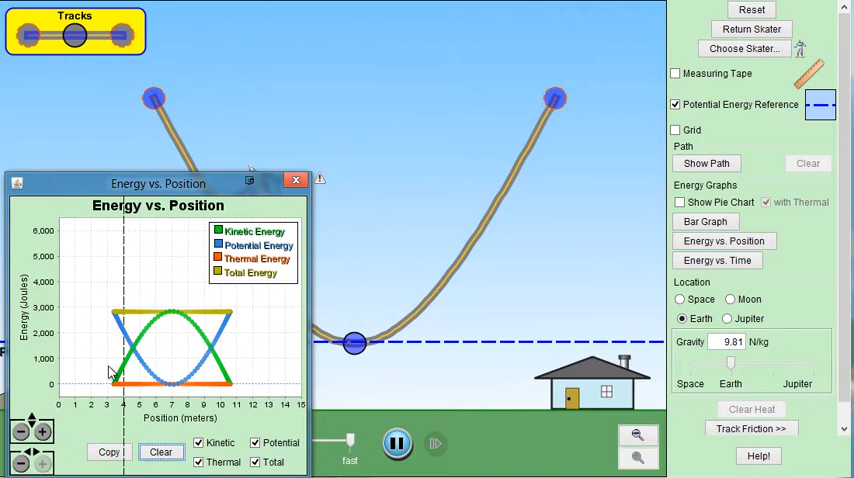 Tracks
Energy vs. Position
x
Energy vs. Position
Kinetic Energy
Potential Energy
Thermal Energy
Total Energy
Energy (Joules)
6,000
5,000
4,000
3,000
2,000
1,000
0
0 1 2 3 4 5 6 7 8 9 10 11 12 13 14 15
Position (meters)
Copy
Clear
Kinetic
Potential
Thermal
Total
fast
Reset
Return Skater
Choose Skater...
Measuring Tape
Potential Energy Reference
Grid
Path
Show Path
Clear
Energy Graphs
Show Pie Chart
with Thermal
Bar Graph
Energy vs. Position
Energy vs. Time
Location
Space
Moon
Earth
Jupiter
Gravity 9.81 N/kg
Space Earth Jupiter
Clear Heat
Track Friction >>
Help!